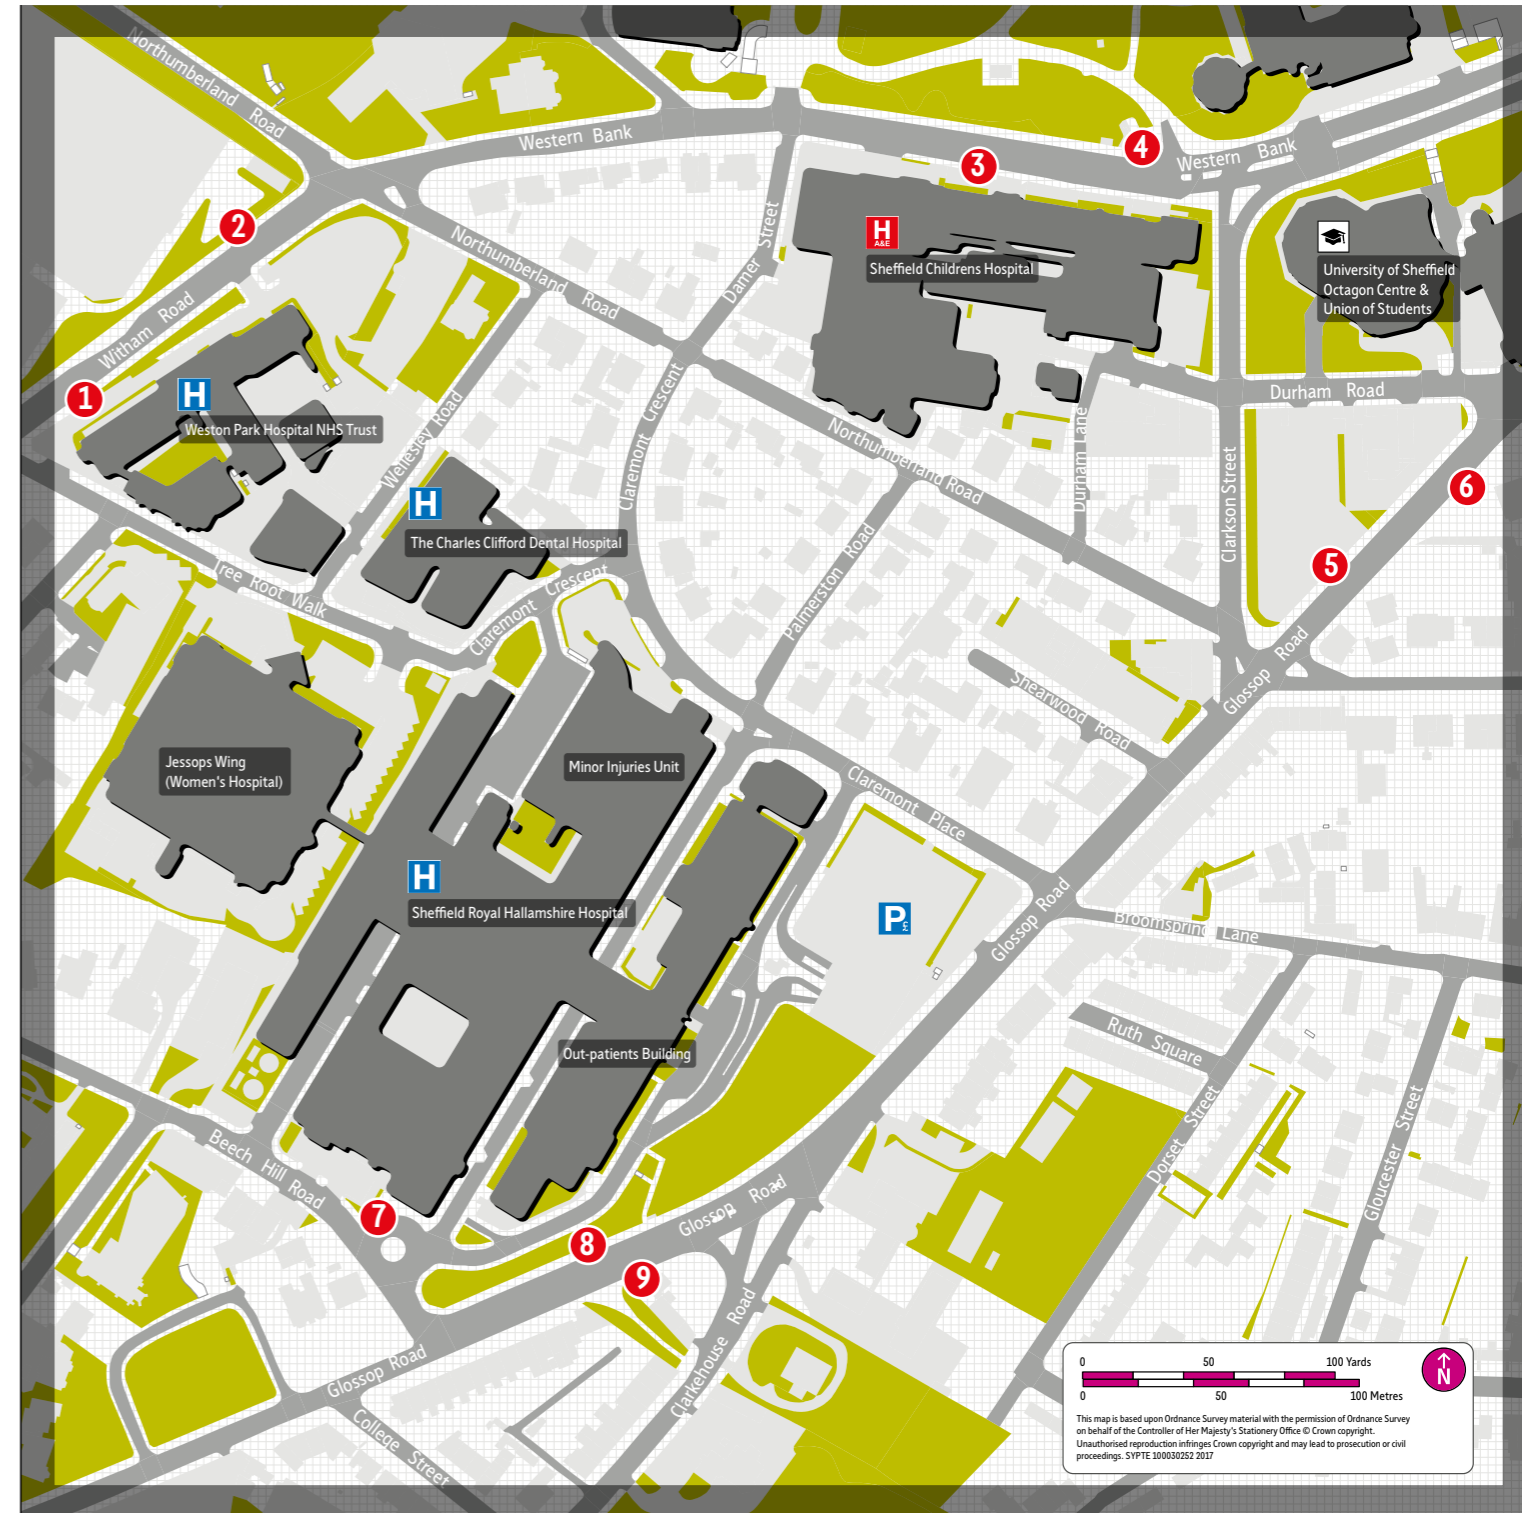 Northumberland Road
Western Bank
4
Western Bank
3
2
H
A&E
Sheffield Childrens Hospital
University of Sheffield
Octagon Centre &
Union of Students
Northumberland Road
Damer Street
Witham Road
1
H
Weston Park Hospital NHS Trust
Wellesley Road
Claremont Crescent
Northumberland Road
Durham Lane
Durham Road
Clarkson Street
6
5
H
The Charles Clifford Dental Hospital
Tree Root Walk
Claremont Crescent
Palmerston Road
Shearwood Road
Glossop Road
Jessops Wing
(Women's Hospital)
Minor Injuries Unit
Claremont Place
H
Sheffield Royal Hallamshire Hospital
P£
Glossop Road
Broomspring Lane
Out-patients Building
Ruth Square
Dorset Street
Gloucester Street
Beech Hill Road
7
8
9
Glossop Road
Clarkehouse Road
Glossop Road
College Street
0 50 100 Yards
0 50 100 Metres
N
This map is based upon Ordnance Survey material with the permission of Ordnance Survey
on behalf of the Controller of Her Majesty's Stationery Office © Crown copyright.
Unauthorised reproduction infringes Crown copyright and may lead to prosecution or civil
proceedings. SYPTE 100030252 2017